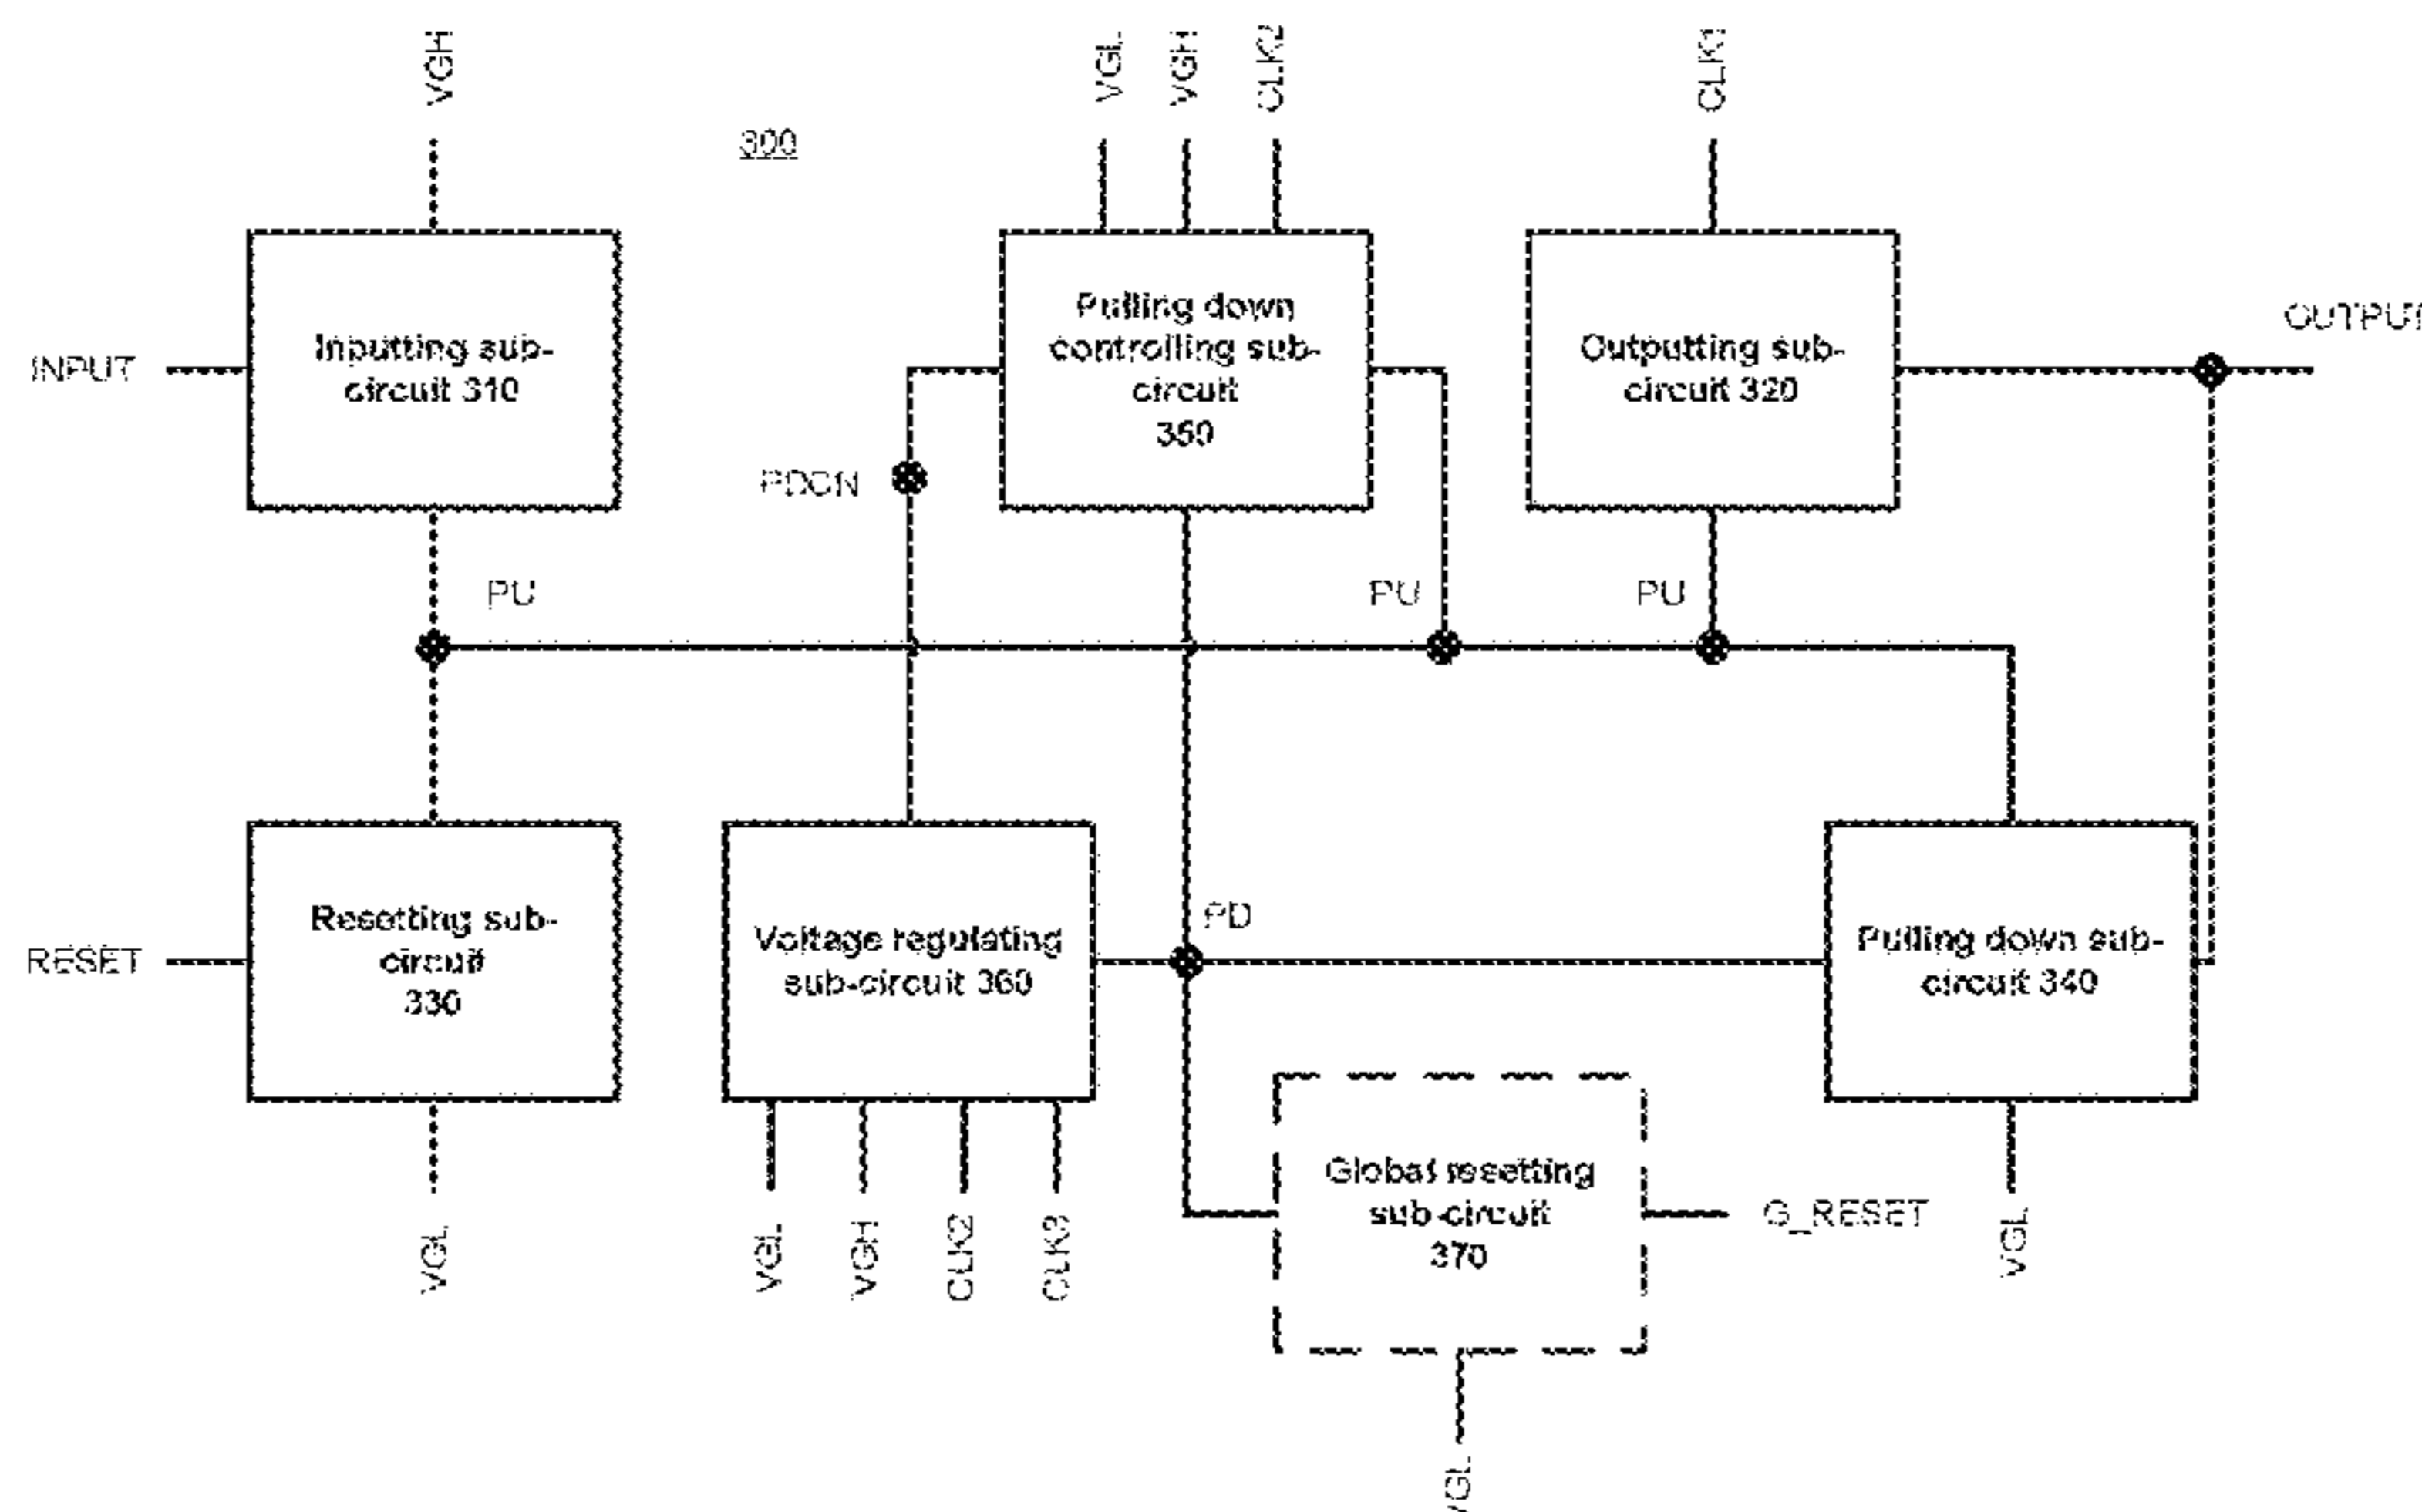 VGH
VGL
VGH
CLK2
CLK1
300
Inputting sub-
circuit 310
Pulling down
controlling sub-
circuit
350
Outputting sub-
circuit 320
OUTPUT
INPUT
PDCN
PU
PU
PU
Resetting sub-
circuit
330
RESET
Voltage regulating
sub-circuit 360
PD
Pulling down sub-
circuit 340
Global resetting
sub-circuit
370
G_RESET
VGL
VGL
VGH
CLK2
CLK3
VGL
VGL